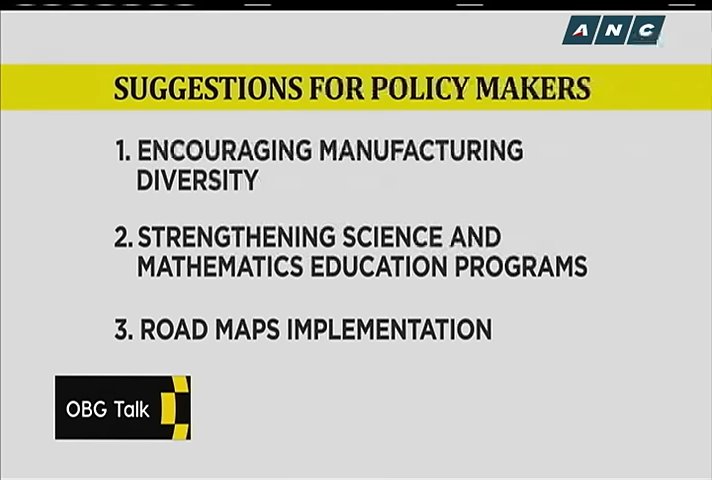 ANC
SUGGESTIONS FOR POLICY MAKERS
1. ENCOURAGING MANUFACTURING
DIVERSITY
2. STRENGTHENING SCIENCE AND
MATHEMATICS EDUCATION PROGRAMS
3. ROAD MAPS IMPLEMENTATION
OBG Talk